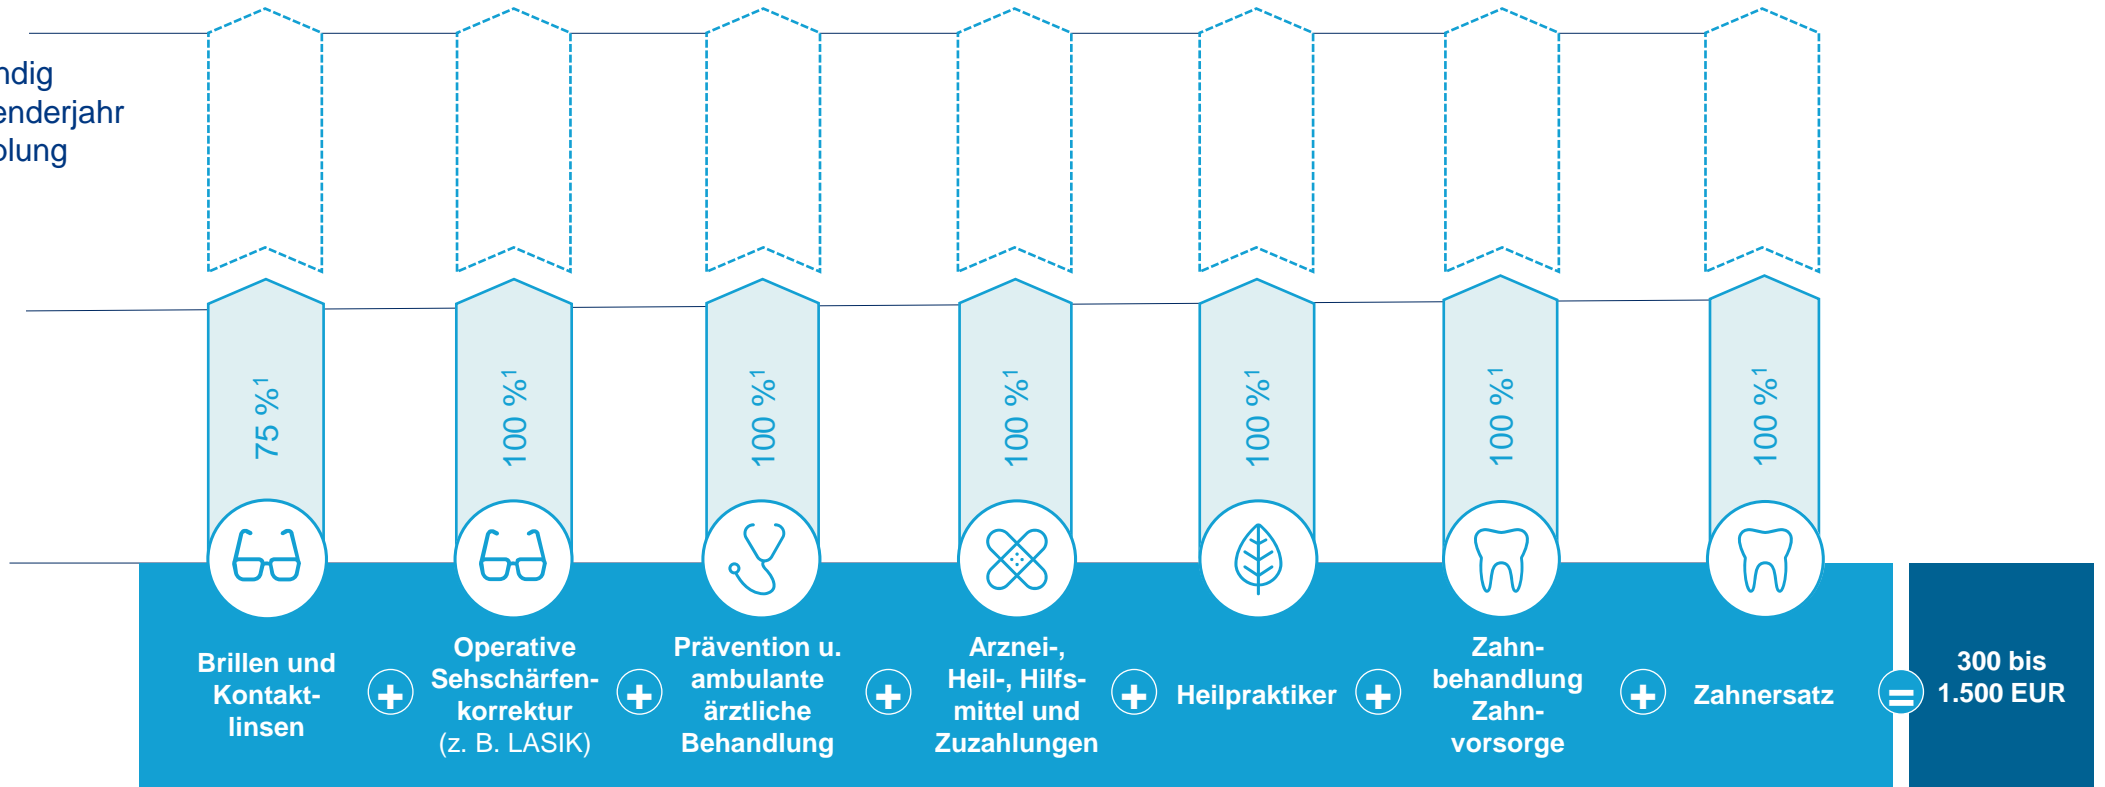 ndig
enderjahr
olung
75 %¹
100 %¹
100 %¹
100 %¹
100 %¹
100 %¹
100 %¹
Brillen und
Kontakt-
linsen
+
Operative
Sehschärfen-
korrektur
(z. B. LASIK)
+
Prävention u.
ambulante
ärztliche
Behandlung
+
Arznei-,
Heil-, Hilfs-
mittel und
Zuzahlungen
+
Heilpraktiker
+
Zahn-
behandlung
Zahn-
vorsorge
+
Zahnersatz
=
300 bis
1.500 EUR